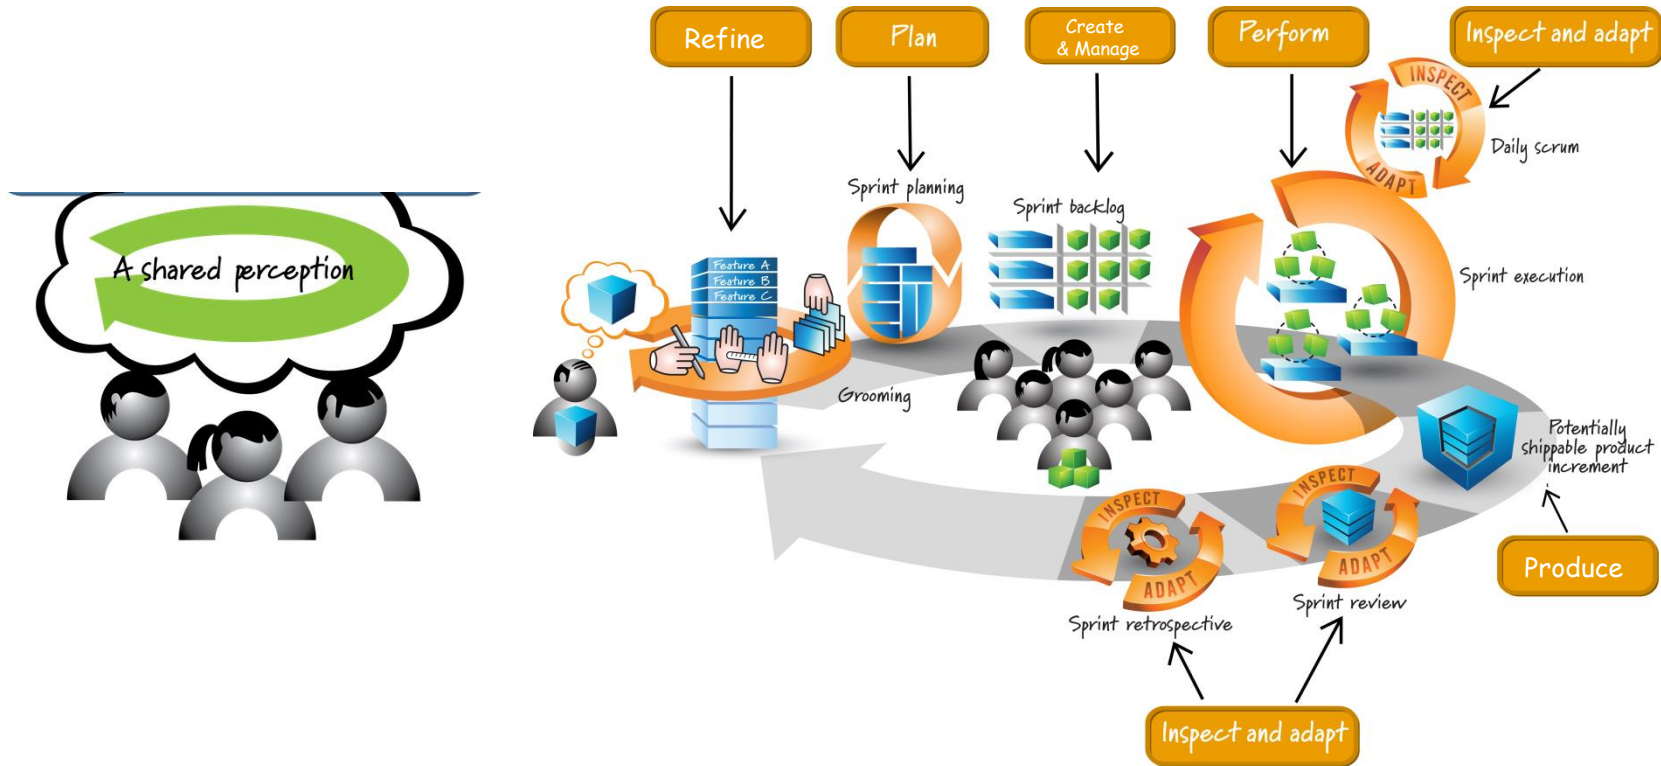 Refine
Plan
Create
& Manage
Perform
Inspect and adapt
INSPECT
ADAPT
Daily scrum
Sprint planning
Sprint backlog
A shared perception
Feature A
Feature B
Feature C
Sprint execution
Grooming
Potentially
shippable product
increment
INSPECT
ADAPT
Sprint retrospective
INSPECT
ADAPT
Sprint review
Produce
Inspect and adapt